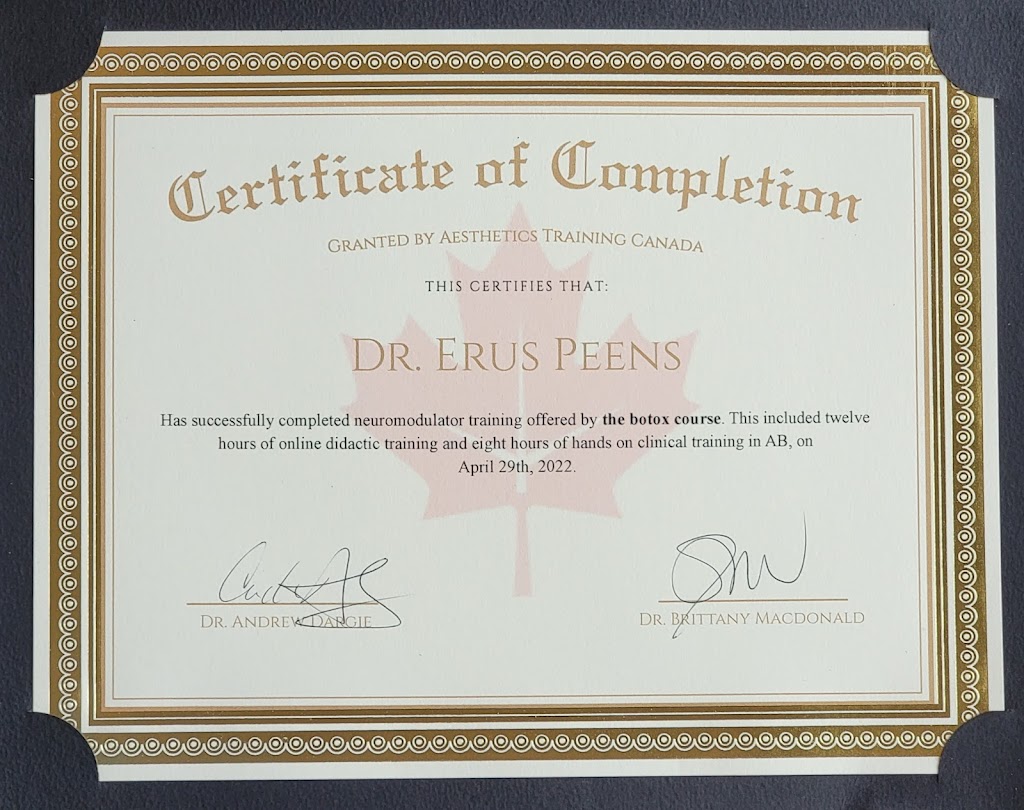 Certificate of Completion
GRANTED BY AESTHETICS TRAINING CANADA
THIS CERTIFIES THAT:
DR. ERUS PEENS
Has successfully completed neuromodulator training offered by the botox course. This included twelve
hours of online didactic training and eight hours of hands on clinical training in AB, on
April 29th, 2022.
DR. ANDREW DARGIE
DR. BRITTANY MACDONALD